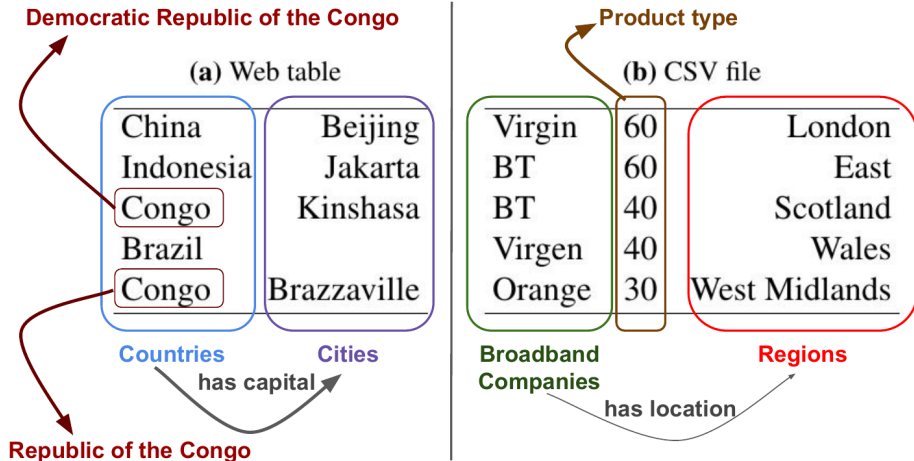 Democratic Republic of the Congo
(a) Web table
China Beijing
Indonesia Jakarta
Congo Kinshasa
Brazil
Congo Brazzaville
Countries Cities
has capital
Republic of the Congo
Product type
(b) CSV file
Virgin 60 London
BT 60 East
BT 40 Scotland
Virgen 40 Wales
Orange 30 West Midlands
Broadband Regions
Companies
has location